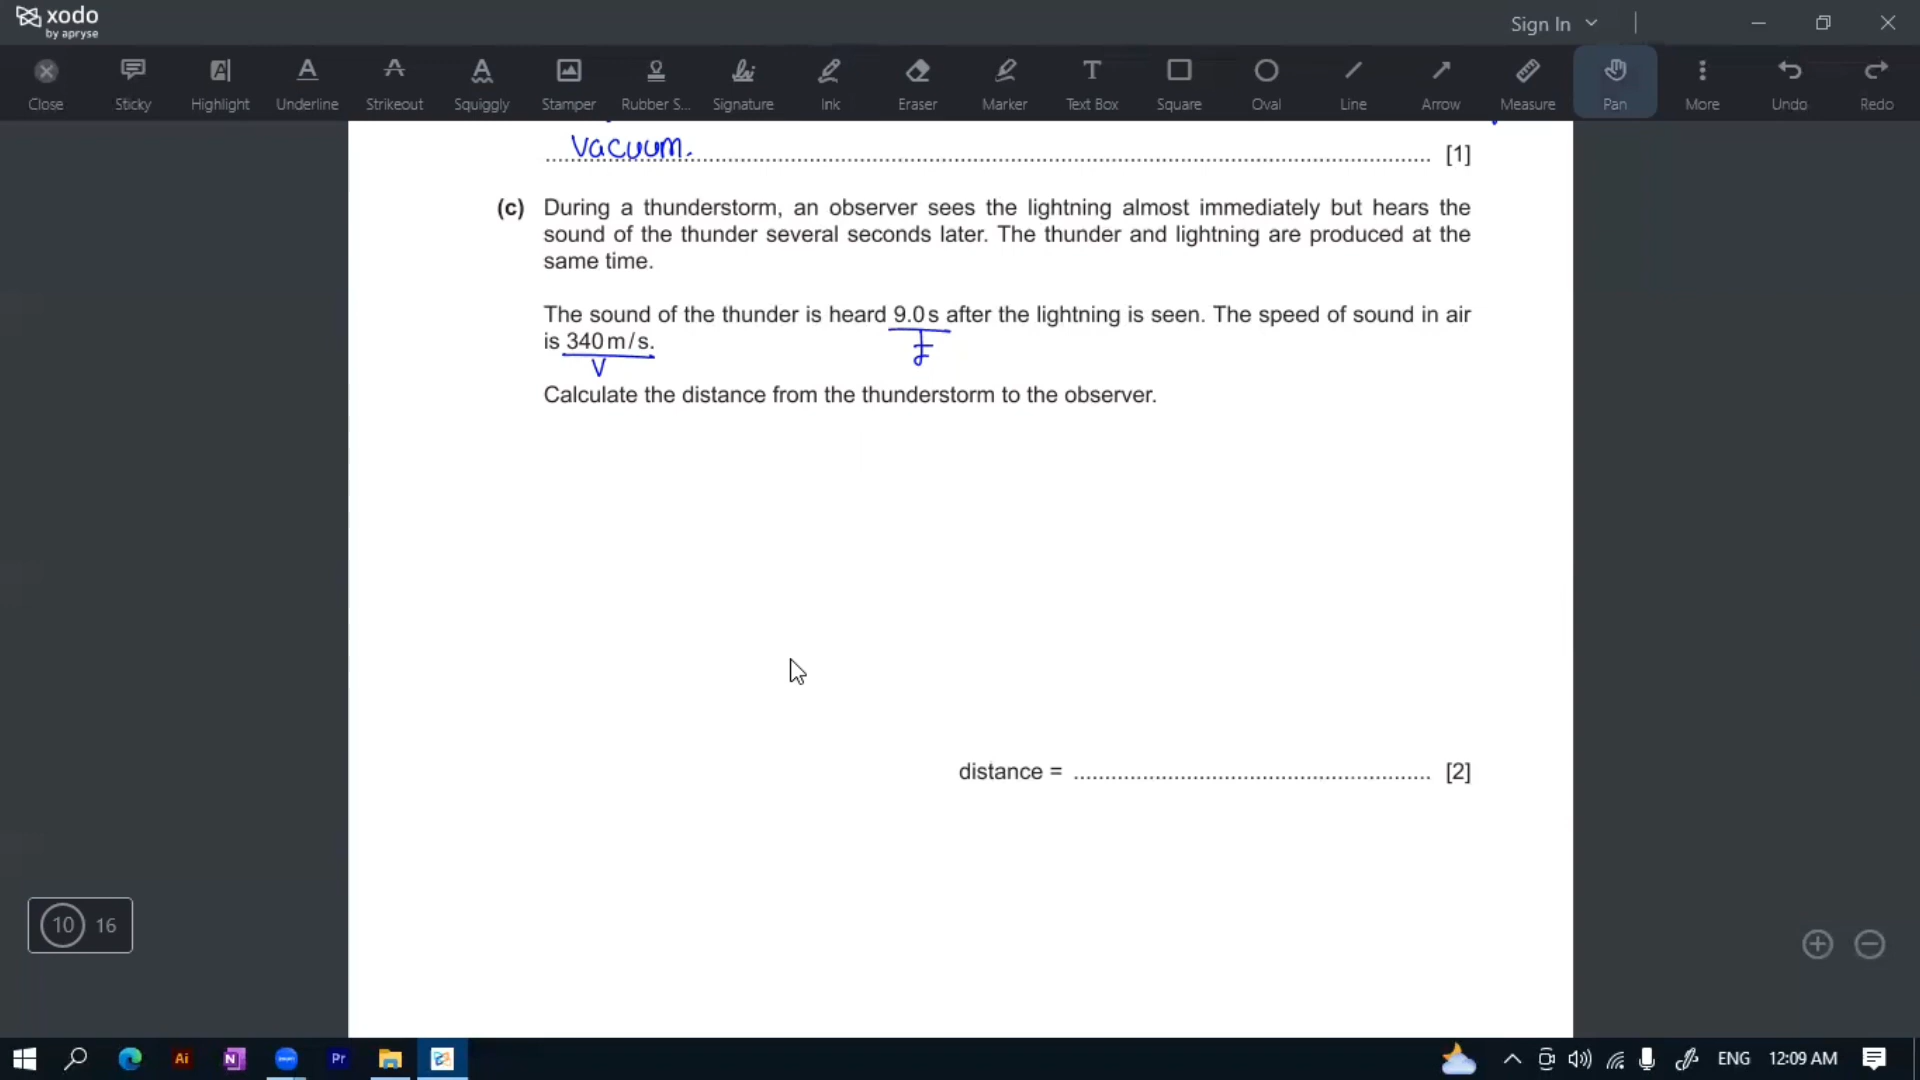 xodo
by apryse
Sign In
Close
Sticky
Highlight
Underline
Strikeout
Squiggly
Stamper
Rubber S...
Signature
Ink
Eraser
Marker
Text Box
Square
Oval
Line
Arrow
Measure
Pan
More
Undo
Redo
Vacuum. [1]
(c) During a thunderstorm, an observer sees the lightning almost immediately but hears the
sound of the thunder several seconds later. The thunder and lightning are produced at the
same time.
The sound of the thunder is heard 9.0 s after the lightning is seen. The speed of sound in air
is 340 m / s.
t
V
Calculate the distance from the thunderstorm to the observer.
distance = ........................................................ [2]
10 16
Ai
N
Pr
ENG 12:09 AM